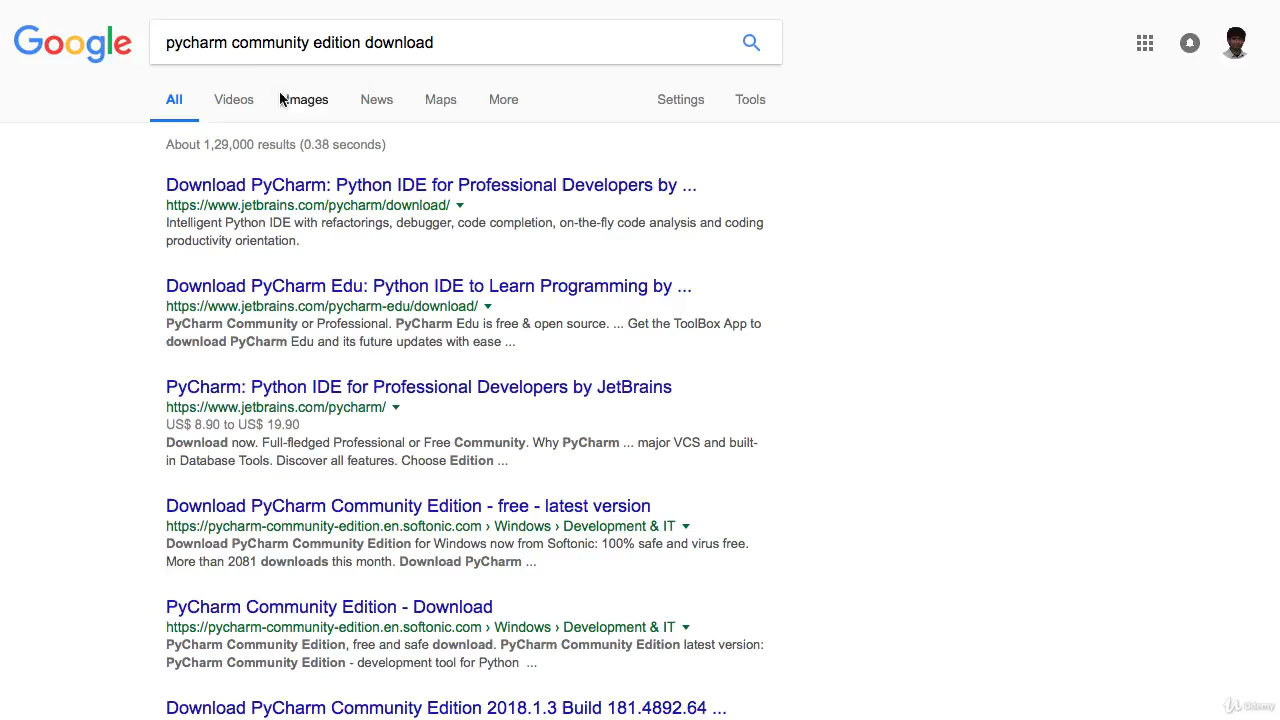 Google
pycharm community edition download
All Videos Images News Maps More Settings Tools
About 1,29,000 results (0.38 seconds)
Download PyCharm: Python IDE for Professional Developers by ...
https://www.jetbrains.com/pycharm/download/
Intelligent Python IDE with refactorings, debugger, code completion, on-the-fly code analysis and coding
productivity orientation.
Download PyCharm Edu: Python IDE to Learn Programming by ...
https://www.jetbrains.com/pycharm-edu/download/
PyCharm Community or Professional. PyCharm Edu is free & open source. ... Get the ToolBox App to
download PyCharm Edu and its future updates with ease ...
PyCharm: Python IDE for Professional Developers by JetBrains
https://www.jetbrains.com/pycharm/
US$ 8.90 to US$ 19.90
Download now. Full-fledged Professional or Free Community. Why PyCharm ... major VCS and built-
in Database Tools. Discover all features. Choose Edition ...
Download PyCharm Community Edition - free - latest version
https://pycharm-community-edition.en.softonic.com › Windows › Development & IT
Download PyCharm Community Edition for Windows now from Softonic: 100% safe and virus free.
More than 2081 downloads this month. Download PyCharm ...
PyCharm Community Edition - Download
https://pycharm-community-edition.en.softonic.com › Windows › Development & IT
PyCharm Community Edition, free and safe download. PyCharm Community Edition latest version:
PyCharm Community Edition - development tool for Python ...
Download PyCharm Community Edition 2018.1.3 Build 181.4892.64 ...
Udemy